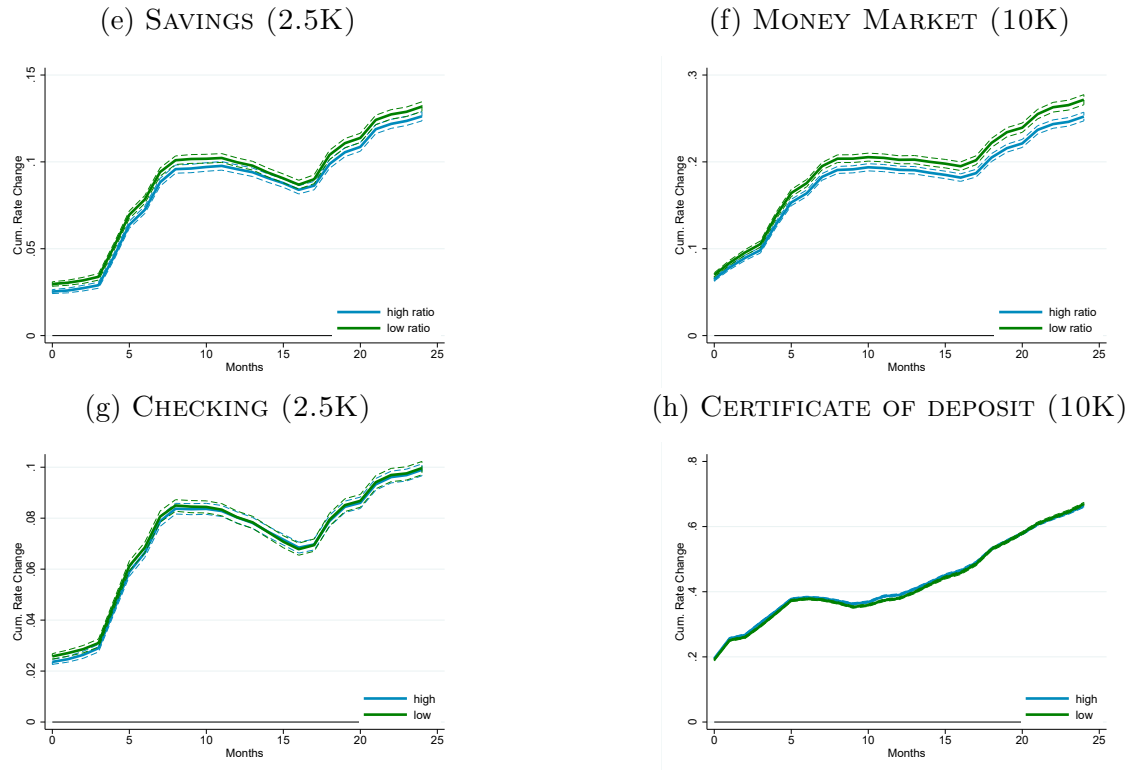 (e) SAVINGS (2.5K)
Cum. Rate Change
.15
.1
.05
0
high ratio
low ratio
0 5 10 15 20 25
Months
(f) MONEY MARKET (10K)
Cum. Rate Change
.3
.2
.1
0
high ratio
low ratio
0 5 10 15 20 25
Months
(g) CHECKING (2.5K)
Cum. Rate Change
.1
.08
.06
.04
.02
0
high
low
0 5 10 15 20 25
Months
(h) CERTIFICATE OF DEPOSIT (10K)
Cum. Rate Change
.8
.6
.4
.2
0
high
low
0 5 10 15 20 25
Months